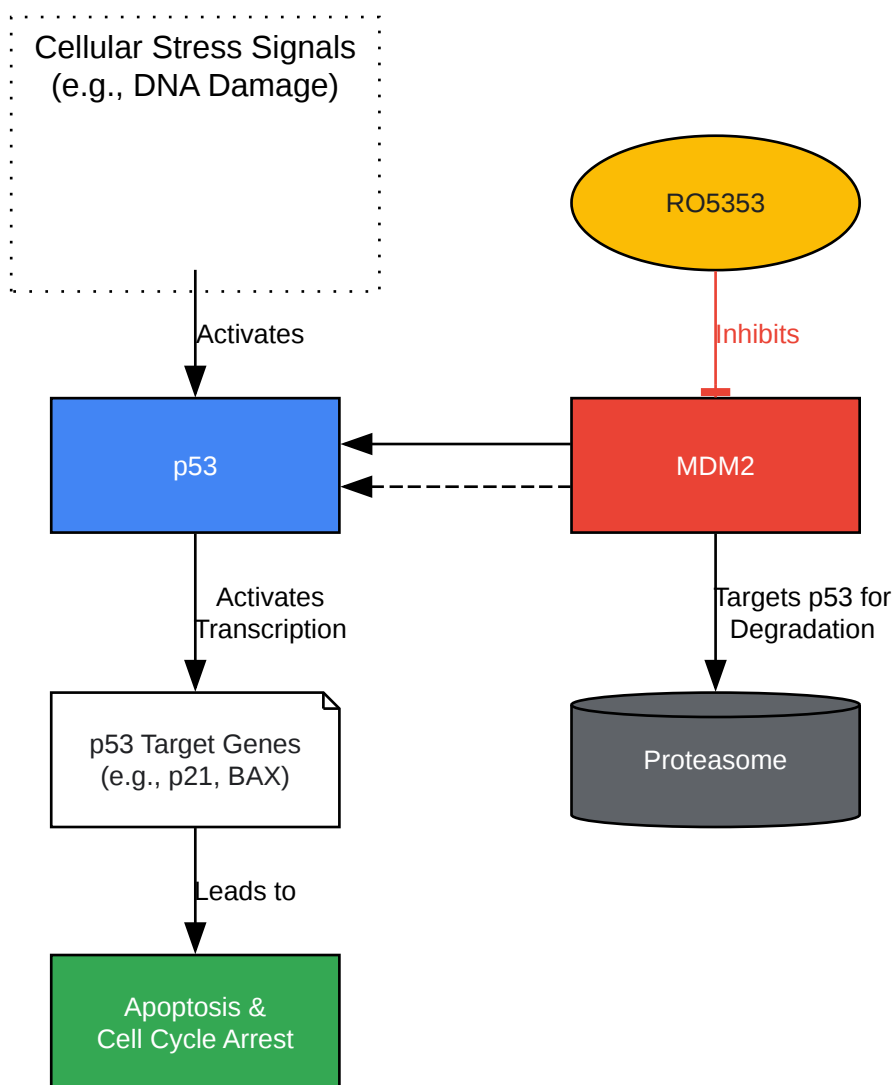 Cellular Stress Signals
(e.g., DNA Damage)
RO5353
Activates
Inhibits
p53
MDM2
Activates
Transcription
Targets p53 for
Degradation
p53 Target Genes
(e.g., p21, BAX)
Proteasome
Leads to
Apoptosis &
Cell Cycle Arrest